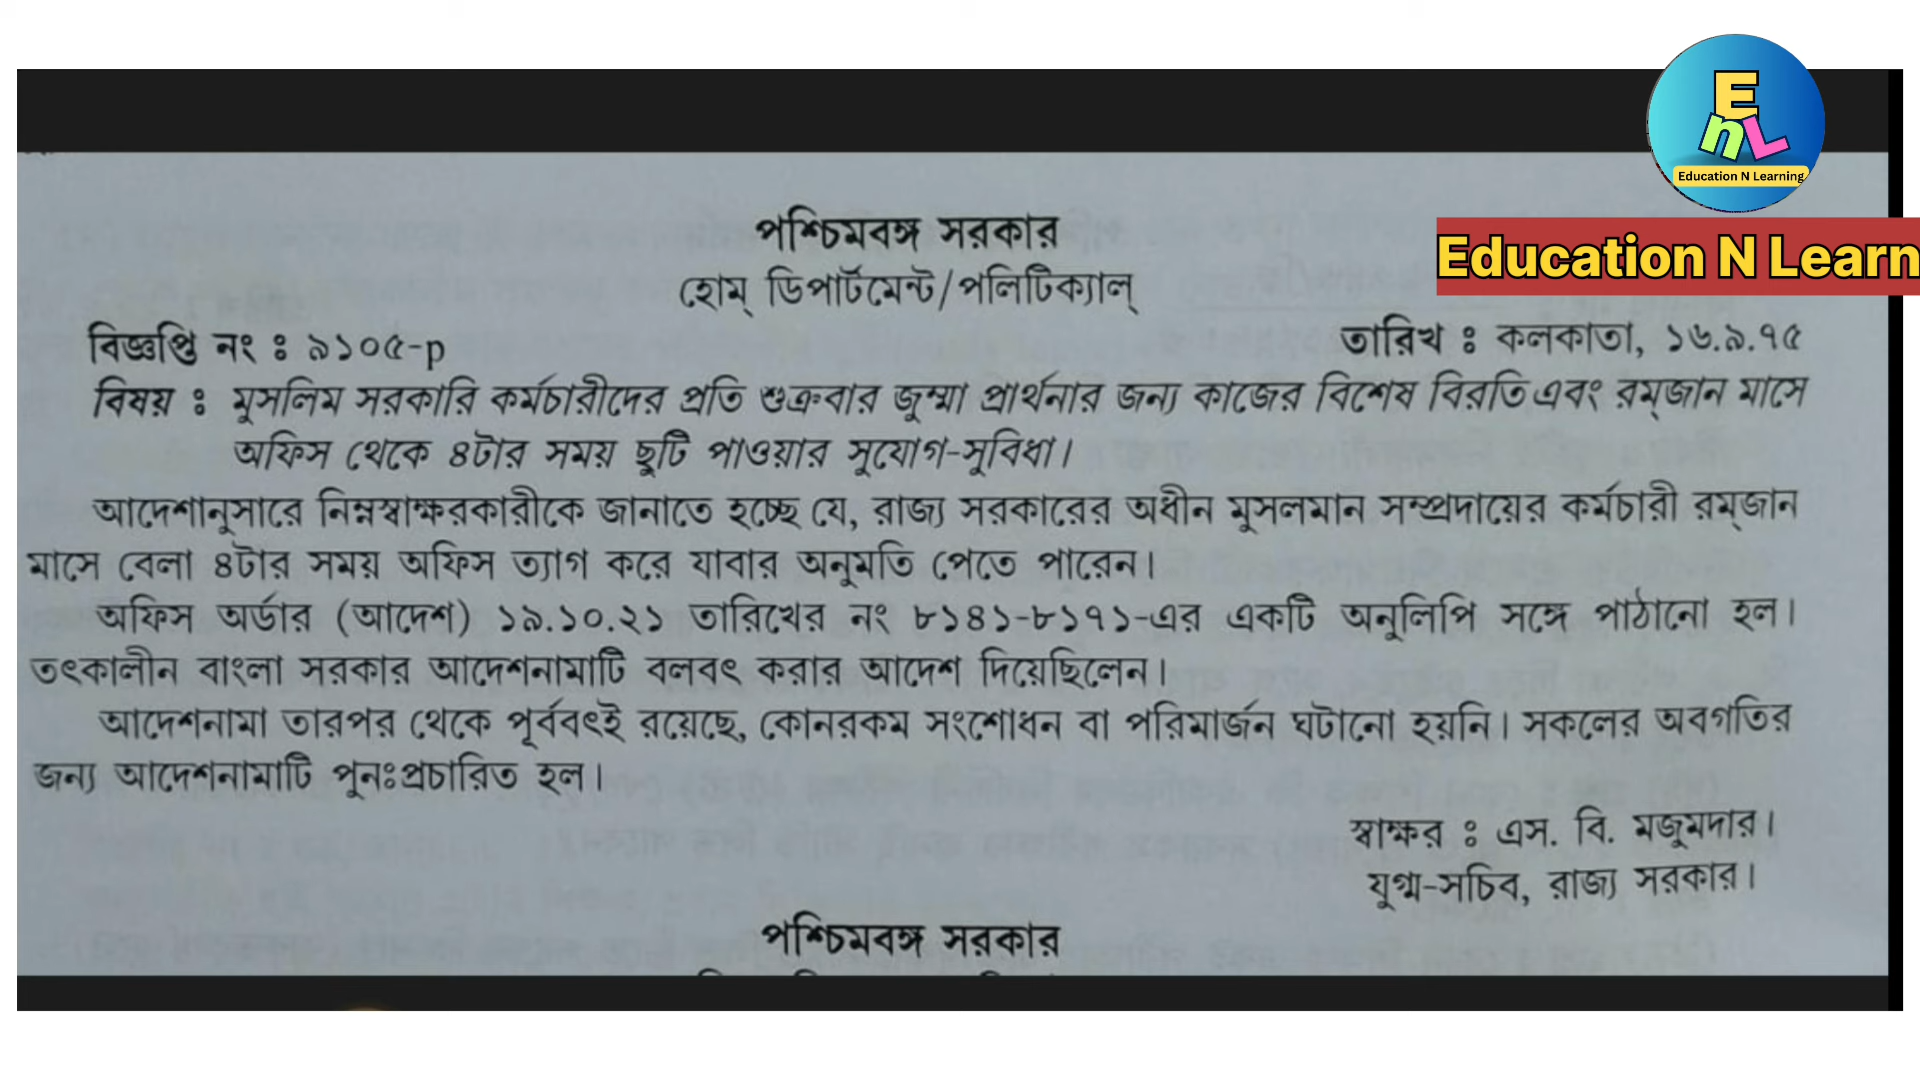 E
nL
Education N Learning
Education N Learn
পশ্চিমবঙ্গ সরকার
হোম্ ডিপার্টমেন্ট/পলিটিক্যাল্
বিজ্ঞপ্তি নং ঃ ৯১০৫-p
তারিখ ঃ কলকাতা, ১৬.৯.৭৫
বিষয় ঃ মুসলিম সরকারি কর্মচারীদের প্রতি শুক্রবার জুম্মা প্রার্থনার জন্য কাজের বিশেষ বিরতি এবং রম্‌জান মাসে
অফিস থেকে ৪টার সময় ছুটি পাওয়ার সুযোগ-সুবিধা।
আদেশানুসারে নিম্নস্বাক্ষরকারীকে জানাতে হচ্ছে যে, রাজ্য সরকারের অধীন মুসলমান সম্প্রদায়ের কর্মচারী রম্‌জান
মাসে বেলা ৪টার সময় অফিস ত্যাগ করে যাবার অনুমতি পেতে পারেন।
অফিস অর্ডার (আদেশ) ১৯.১০.২১ তারিখের নং ৮১৪১-৮১৭১-এর একটি অনুলিপি সঙ্গে পাঠানো হল।
তৎকালীন বাংলা সরকার আদেশনামাটি বলবৎ করার আদেশ দিয়েছিলেন।
আদেশনামা তারপর থেকে পূর্ববৎই রয়েছে, কোনরকম সংশোধন বা পরিমার্জন ঘটানো হয়নি। সকলের অবগতির
জন্য আদেশনামাটি পুনঃপ্রচারিত হল।
স্বাক্ষর ঃ এস. বি. মজুমদার।
যুগ্ম-সচিব, রাজ্য সরকার।
পশ্চিমবঙ্গ সরকার